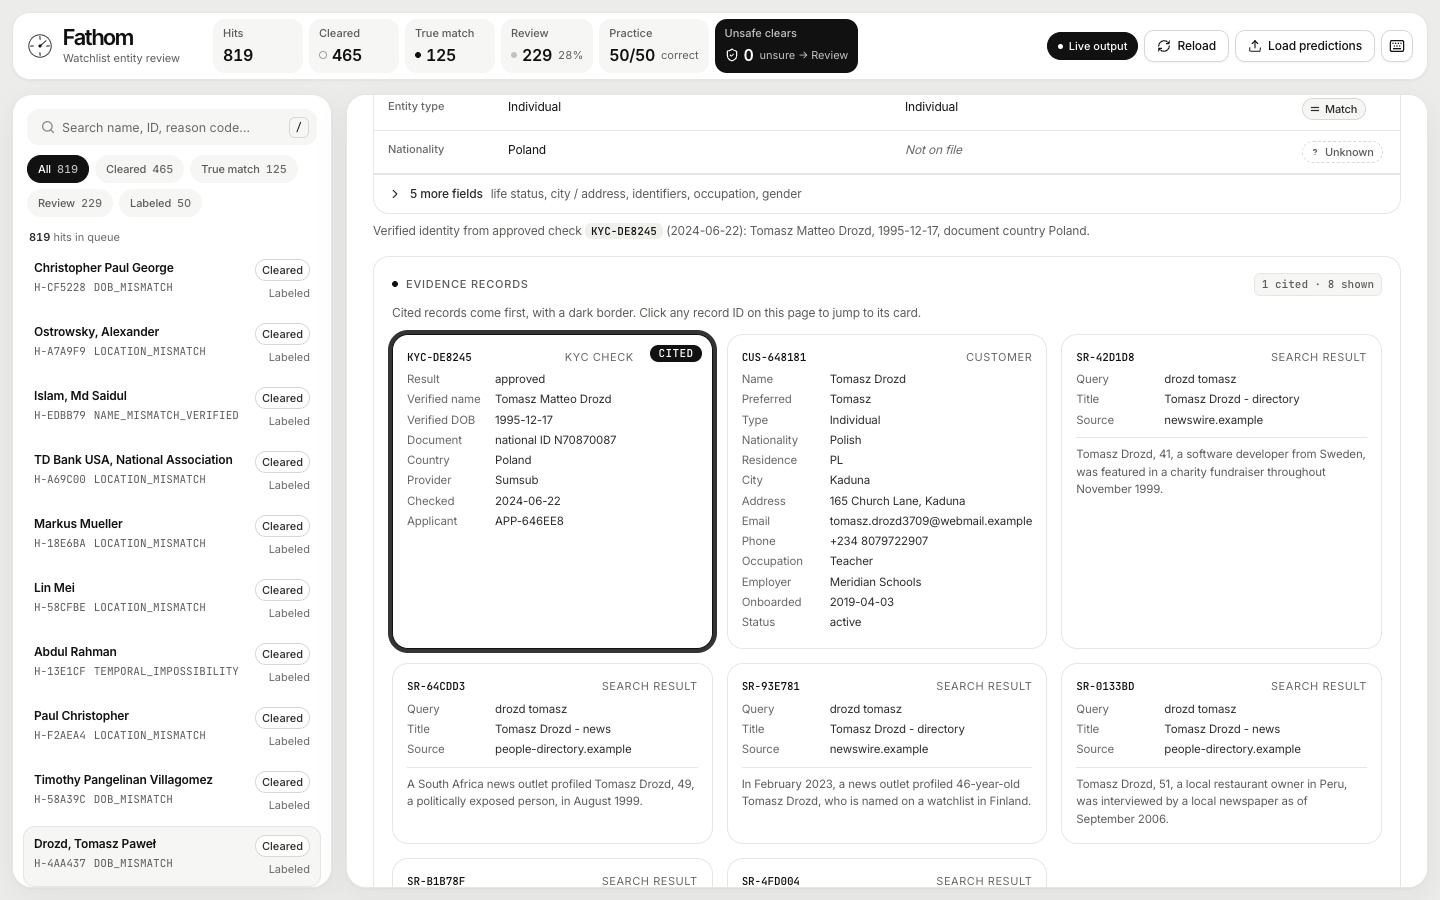 Fathom
Watchlist entity review
Hits
819
Cleared
465
True match
125
Review
229 28%
Practice
50/50 correct
Unsafe clears
0 unsure → Review
Live output
Reload
Load predictions
Search name, ID, reason code...
/
All 819
Cleared 465
True match 125
Review 229
Labeled 50
819 hits in queue
Christopher Paul George
Cleared
H-CF5228 DOB_MISMATCH
Labeled
Ostrowsky, Alexander
Cleared
H-A7A9F9 LOCATION_MISMATCH
Labeled
Islam, Md Saidul
Cleared
H-EDBB79 NAME_MISMATCH_VERIFIED
Labeled
TD Bank USA, National Association
Cleared
H-A69C00 LOCATION_MISMATCH
Labeled
Markus Mueller
Cleared
H-18E6BA LOCATION_MISMATCH
Labeled
Lin Mei
Cleared
H-58CFBE LOCATION_MISMATCH
Labeled
Abdul Rahman
Cleared
H-13E1CF TEMPORAL_IMPOSSIBILITY
Labeled
Paul Christopher
Cleared
H-F2AEA4 LOCATION_MISMATCH
Labeled
Timothy Pangelinan Villagomez
Cleared
H-58A39C DOB_MISMATCH
Labeled
Drozd, Tomasz Paweł
Cleared
H-4AA437 DOB_MISMATCH
Labeled
Entity type Individual Individual = Match
Nationality Poland Not on file ? Unknown
5 more fields life status, city / address, identifiers, occupation, gender
Verified identity from approved check KYC-DE8245 (2024-06-22): Tomasz Matteo Drozd, 1995-12-17, document country Poland.
EVIDENCE RECORDS
1 cited · 8 shown
Cited records come first, with a dark border. Click any record ID on this page to jump to its card.
KYC-DE8245 KYC CHECK CITED
Result approved
Verified name Tomasz Matteo Drozd
Verified DOB 1995-12-17
Document national ID N70870087
Country Poland
Provider Sumsub
Checked 2024-06-22
Applicant APP-646EE8
CUS-648181 CUSTOMER
Name Tomasz Drozd
Preferred Tomasz
Type Individual
Nationality Polish
Residence PL
City Kaduna
Address 165 Church Lane, Kaduna
Email tomasz.drozd3709@webmail.example
Phone +234 8079722907
Occupation Teacher
Employer Meridian Schools
Onboarded 2019-04-03
Status active
SR-42D1D8 SEARCH RESULT
Query drozd tomasz
Title Tomasz Drozd - directory
Source newswire.example
Tomasz Drozd, 41, a software developer from Sweden,
was featured in a charity fundraiser throughout
November 1999.
SR-64CDD3 SEARCH RESULT
Query drozd tomasz
Title Tomasz Drozd - news
Source people-directory.example
A South Africa news outlet profiled Tomasz Drozd, 49,
a politically exposed person, in August 1999.
SR-93E781 SEARCH RESULT
Query drozd tomasz
Title Tomasz Drozd - directory
Source newswire.example
In February 2023, a news outlet profiled 46-year-old
Tomasz Drozd, who is named on a watchlist in Finland.
SR-0133BD SEARCH RESULT
Query drozd tomasz
Title Tomasz Drozd - news
Source people-directory.example
Tomasz Drozd, 51, a local restaurant owner in Peru,
was interviewed by a local newspaper as of
September 2006.
SR-B1B78F SEARCH RESULT
SR-4FD004 SEARCH RESULT